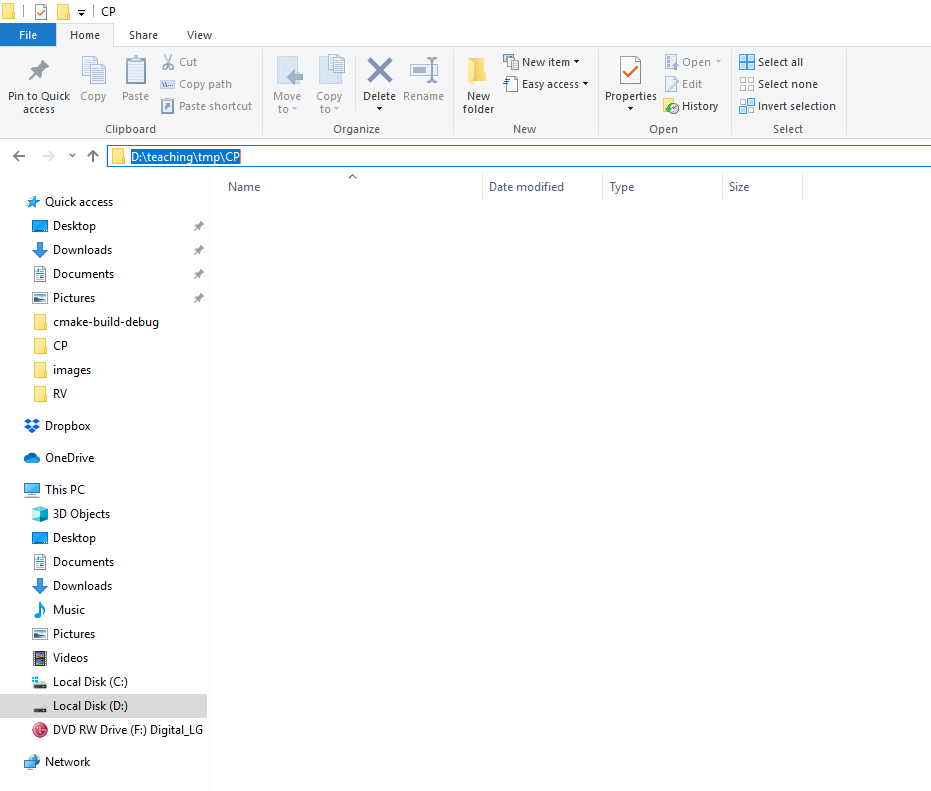 CP
File Home Share View
Pin to Quick access
Copy
Paste
Cut
Copy path
Paste shortcut
Clipboard
Move to
Copy to
Delete
Rename
Organize
New folder
New item
Easy access
New
Properties
Open
Edit
History
Open
Select all
Select none
Invert selection
Select
D:\teaching\tmp\CP
Name Date modified Type Size
Quick access
Desktop
Downloads
Documents
Pictures
cmake-build-debug
CP
images
RV
Dropbox
OneDrive
This PC
3D Objects
Desktop
Documents
Downloads
Music
Pictures
Videos
Local Disk (C:)
Local Disk (D:)
DVD RW Drive (F:) Digital_LG
Network